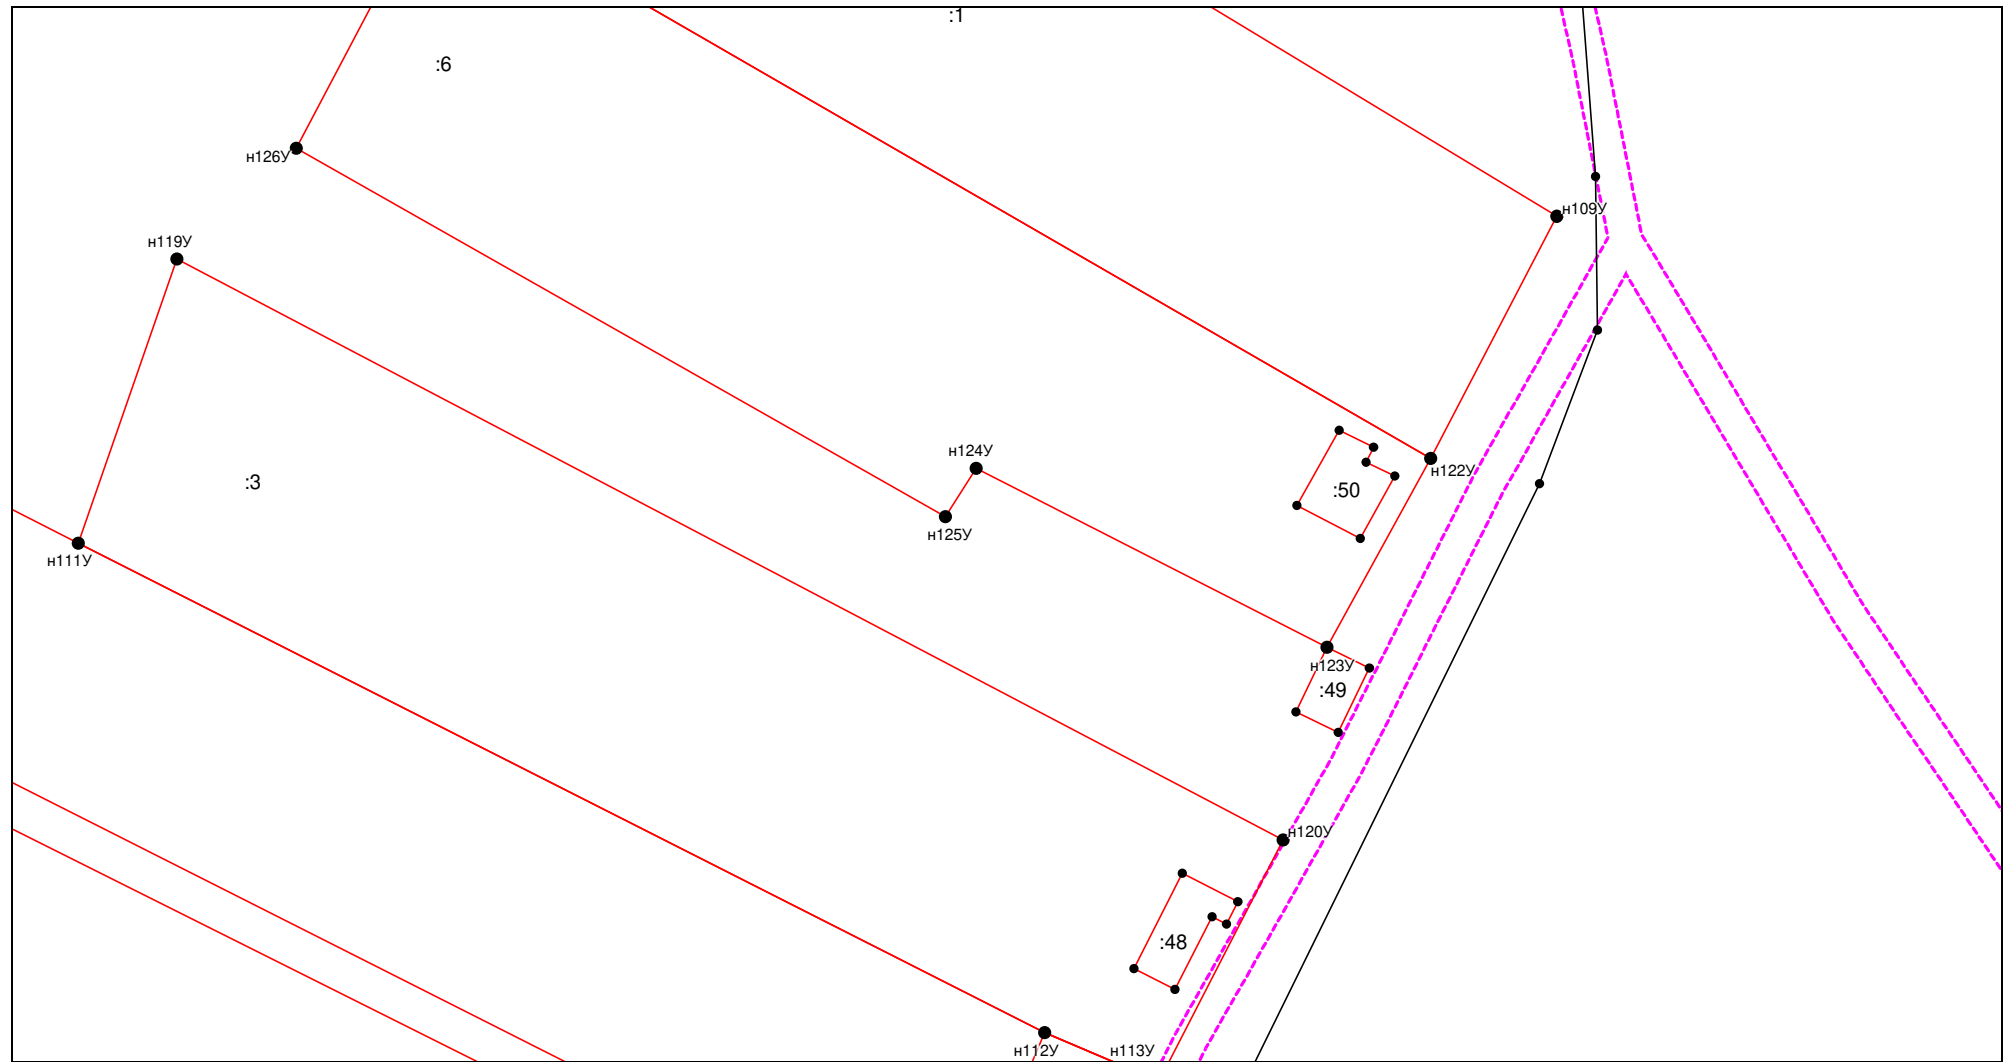 :1
:6
н126У
н109У
н119У
н124У
н122У
:3
:50
н125У
н111У
н123У
:49
н120У
:48
н112У
н113У